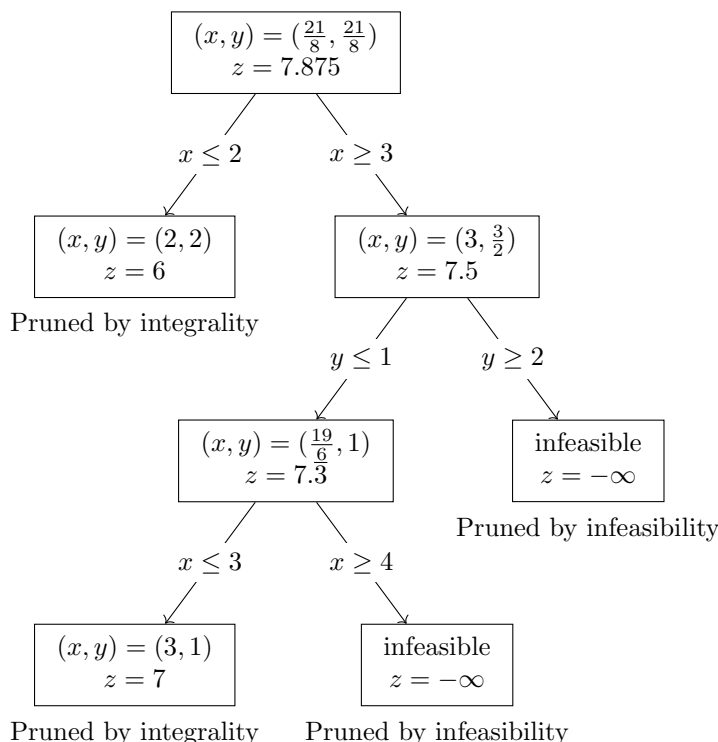 (x, y) = (21/8, 21/8)
z = 7.875
x ≤ 2
x ≥ 3
(x, y) = (2, 2)
z = 6
Pruned by integrality
(x, y) = (3, 3/2)
z = 7.5
y ≤ 1
y ≥ 2
(x, y) = (19/6, 1)
z = 7.3̅
infeasible
z = −∞
Pruned by infeasibility
x ≤ 3
x ≥ 4
(x, y) = (3, 1)
z = 7
Pruned by integrality
infeasible
z = −∞
Pruned by infeasibility